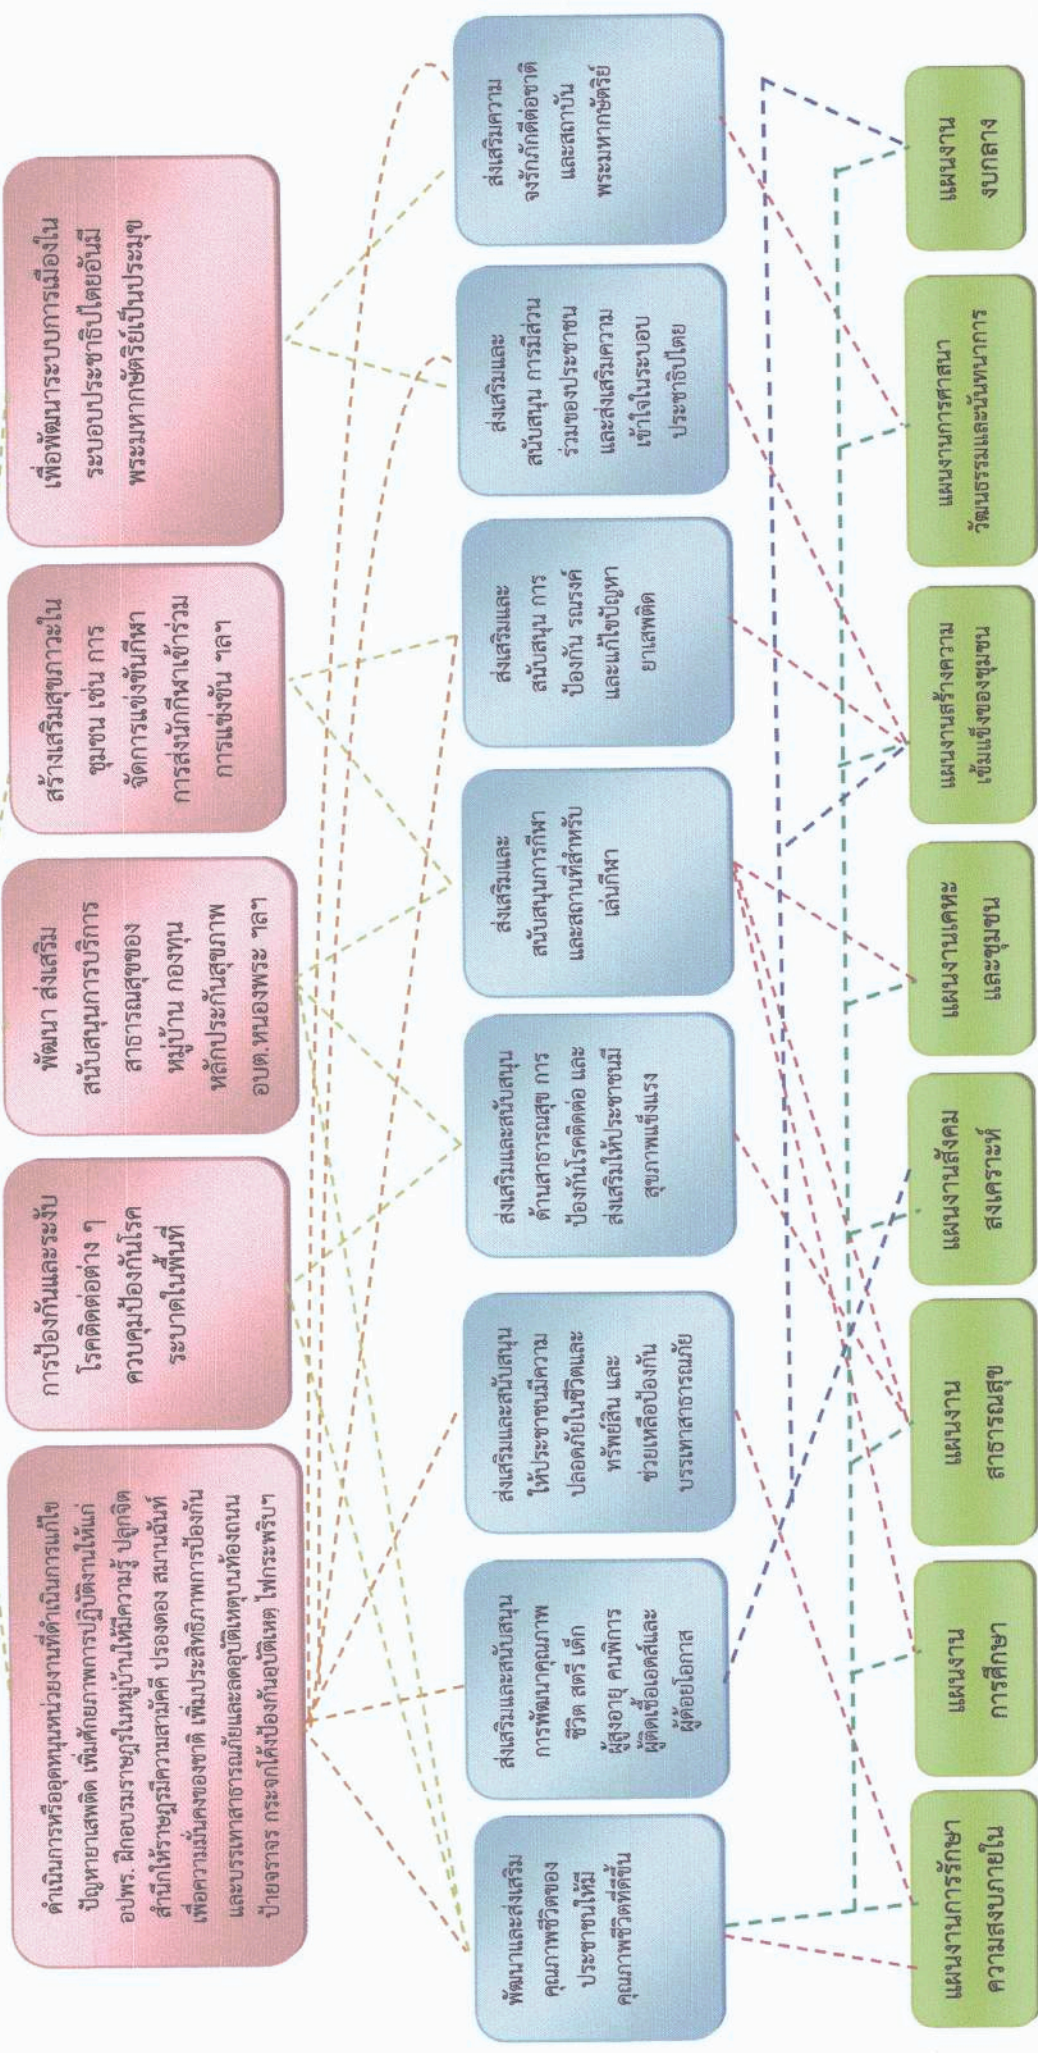 ดำเนินการหรืออุดหนุนหน่วยงานที่ดำเนินการแก้ไข
ปัญหายาเสพติด เพิ่มศักยภาพการปฏิบัติงานให้แก่
อปพร. ฝึกอบรมราษฎรในหมู่บ้านให้มีความรู้ ปลูกจิต
สำนึกให้ราษฎรมีความสามัคคี ปรองดอง สมานฉันท์
เพื่อความมั่นคงของชาติ เพิ่มประสิทธิภาพการป้องกัน
และบรรเทาสาธารณภัยและลดอุบัติเหตุบนท้องถนน
ป้ายจราจร กระจกโค้งป้องกันอุบัติเหตุ ไฟกระพริบฯ
การป้องกันและระงับ
โรคติดต่อต่าง ๆ
ควบคุมป้องกันโรค
ระบาดในพื้นที่
พัฒนา ส่งเสริม
สนับสนุนการบริการ
สาธารณสุขของ
หมู่บ้าน กองทุน
หลักประกันสุขภาพ
อบต.หนองพระ ฯลฯ
สร้างเสริมสุขภาวะใน
ชุมชน เช่น การ
จัดการแข่งขันกีฬา
การส่งนักกีฬาเข้าร่วม
การแข่งขัน ฯลฯ
เพื่อพัฒนาระบบการเมืองใน
ระบอบประชาธิปไตยอันมี
พระมหากษัตริย์เป็นประมุข
พัฒนาและส่งเสริม
คุณภาพชีวิตของ
ประชาชนให้มี
คุณภาพชีวิตที่ดีขึ้น
ส่งเสริมและสนับสนุน
การพัฒนาคุณภาพ
ชีวิต สตรี เด็ก
ผู้สูงอายุ คนพิการ
ผู้ติดเชื้อเอดส์และ
ผู้ด้อยโอกาส
ส่งเสริมและสนับสนุน
ให้ประชาชนมีความ
ปลอดภัยในชีวิตและ
ทรัพย์สิน และ
ช่วยเหลือป้องกัน
บรรเทาสาธารณภัย
ส่งเสริมและสนับสนุน
ด้านสาธารณสุข การ
ป้องกันโรคติดต่อ และ
ส่งเสริมให้ประชาชนมี
สุขภาพแข็งแรง
ส่งเสริมและ
สนับสนุนการกีฬา
และสถานที่สำหรับ
เล่นกีฬา
ส่งเสริมและ
สนับสนุน การ
ป้องกัน รณรงค์
และแก้ไขปัญหา
ยาเสพติด
ส่งเสริมและ
สนับสนุน การมีส่วน
ร่วมของประชาชน
และส่งเสริมความ
เข้าใจในระบอบ
ประชาธิปไตย
ส่งเสริมความ
จงรักภักดีต่อชาติ
และสถาบัน
พระมหากษัตริย์
แผนงานการรักษา
ความสงบภายใน
แผนงาน
การศึกษา
แผนงาน
สาธารณสุข
แผนงานสังคม
สงเคราะห์
แผนงานเคหะ
และชุมชน
แผนงานสร้างความ
เข้มแข็งของชุมชน
แผนงานการศาสนา
วัฒนธรรมและนันทนาการ
แผนงาน
งบกลาง